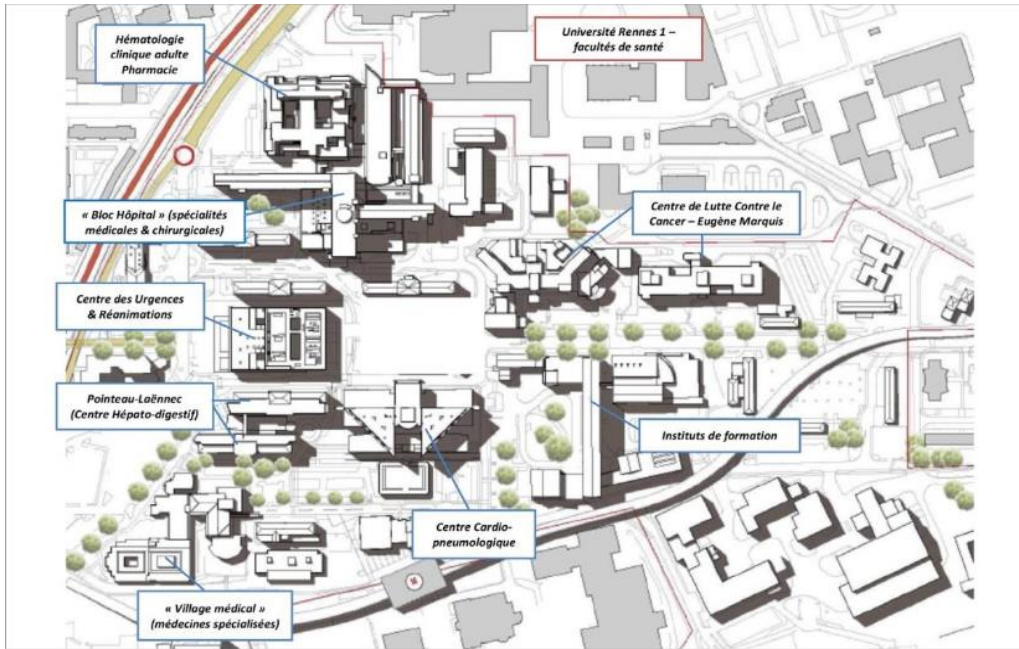 Hématologie
clinique adulte
Pharmacie
Université Rennes 1 –
facultés de santé
« Bloc Hôpital » (spécialités
médicales & chirurgicales)
Centre de Lutte Contre le
Cancer – Eugène Marquis
Centre des Urgences
& Réanimations
Pointeau-Laënnec
(Centre Hépato-digestif)
Instituts de formation
Centre Cardio-
pneumologique
« Village médical »
(médecines spécialisées)